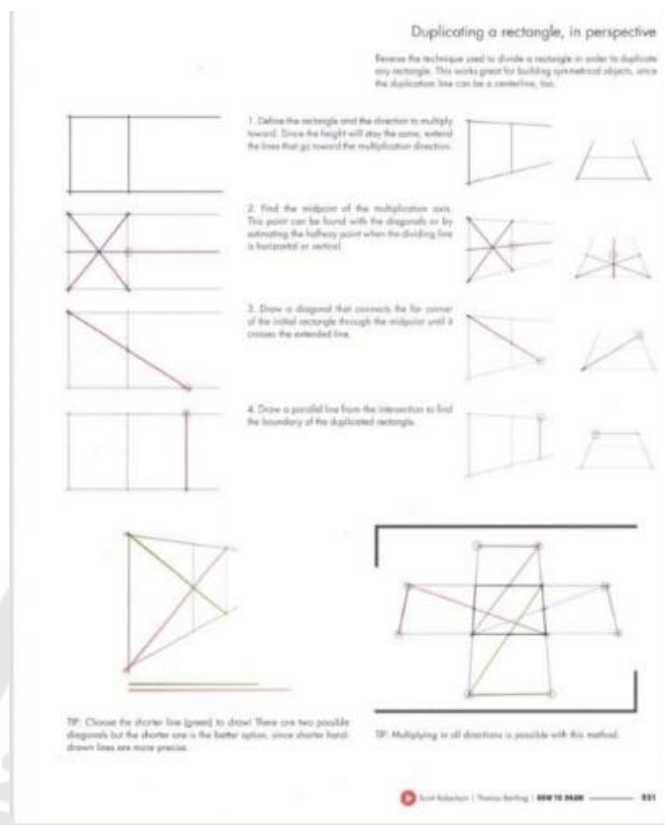 Duplicating a rectangle, in perspective
Reverse the technique used to divide a rectangle in order to duplicate
any rectangle. This works great for building symmetrical objects, since
the duplication line can be a centerline, too.
1. Define the rectangle and the direction to multiply
toward. Since the height will stay the same, extend
the lines that go toward the multiplication direction.
2. Find the midpoint of the multiplication axis.
This point can be found with the diagonals or by
estimating the halfway point when the dividing line
is horizontal or vertical.
3. Draw a diagonal that connects the far corner
of the initial rectangle through the midpoint until it
crosses the extended line.
4. Draw a parallel line from the intersection to find
the boundary of the duplicated rectangle.
TIP: Choose the shorter line (green) to draw! There are two possible
diagonals but the shorter one is the better option, since shorter hand-
drawn lines are more precise.
TIP: Multiplying in all directions is possible with this method.
Scott Robertson | Thomas Bertling | HOW TO DRAW 031